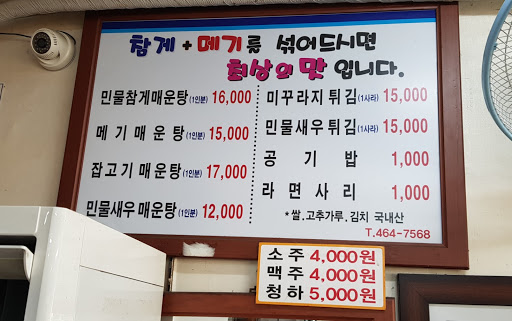 참게 + 메기를 섞어드시면
최상의 맛 입니다.
민물참게매운탕(1인분) 16,000
메기매운탕(1인분) 15,000
잡고기매운탕(1인분) 17,000
민물새우매운탕(1인분) 12,000
미꾸라지튀김(1사라) 15,000
민물새우튀김(1사라) 15,000
공기밥 1,000
라면사리 1,000
*쌀.고추가루.김치 국내산
T.464-7568
소주 4,000원
맥주 4,000원
청하 5,000원